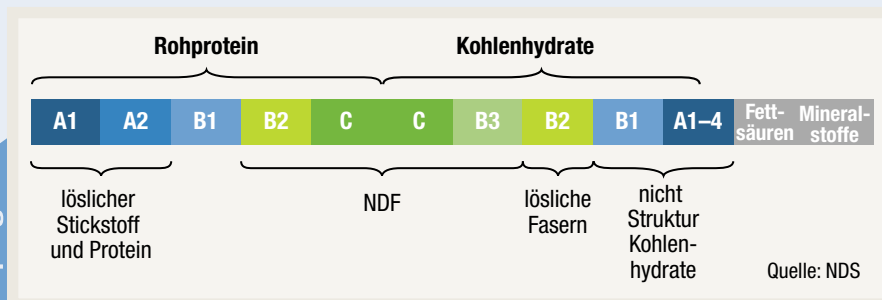 Rohprotein Kohlenhydrate
A1 A2 B1 B2 C C B3 B2 B1 A1–4 Fett-säuren Mineral-stoffe
löslicher
Stickstoff
und Protein
NDF
lösliche
Fasern
nicht
Struktur
Kohlen-
hydrate
Quelle: NDS